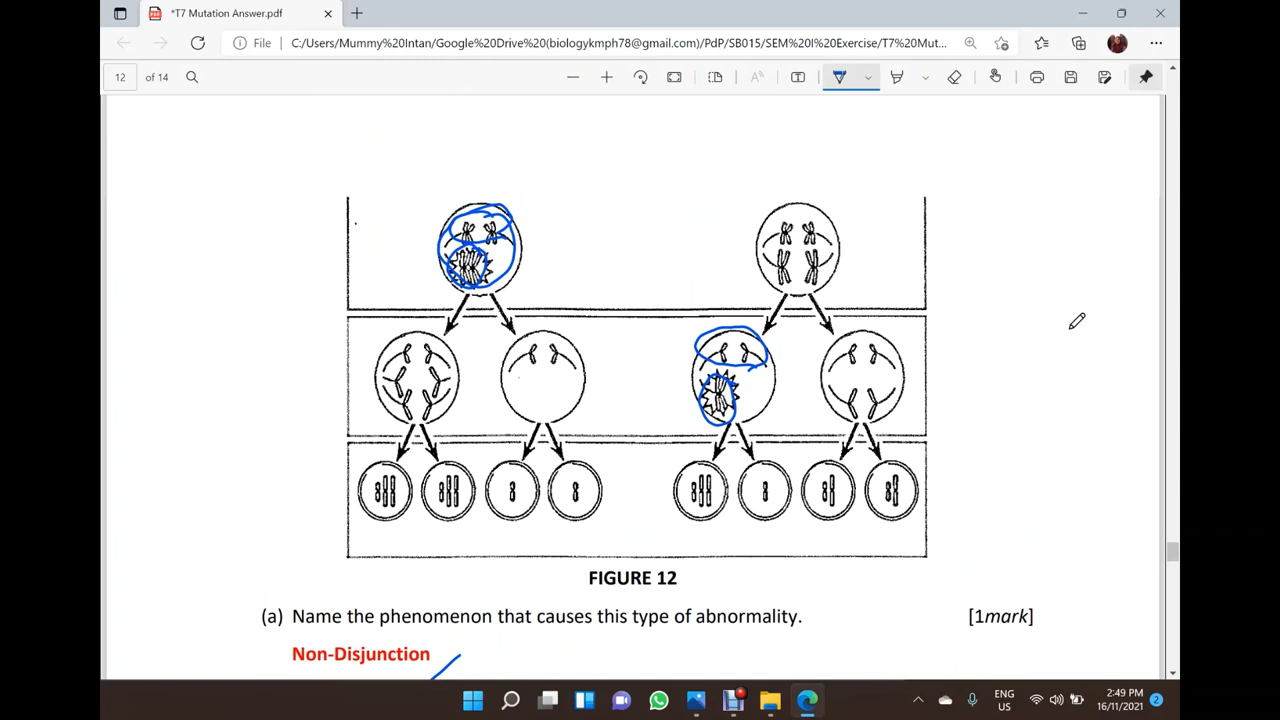 *T7 Mutation Answer.pdf
File
C:/Users/Mummy%20Intan/Google%20Drive%20(biologykmph78@gmail.com)/PdP/SB015/SEM%20I%20Exercise/T7%20Mut...
12 of 14
FIGURE 12
(a) Name the phenomenon that causes this type of abnormality. [1mark]
Non-Disjunction
ENG
US
2:49 PM
16/11/2021
2